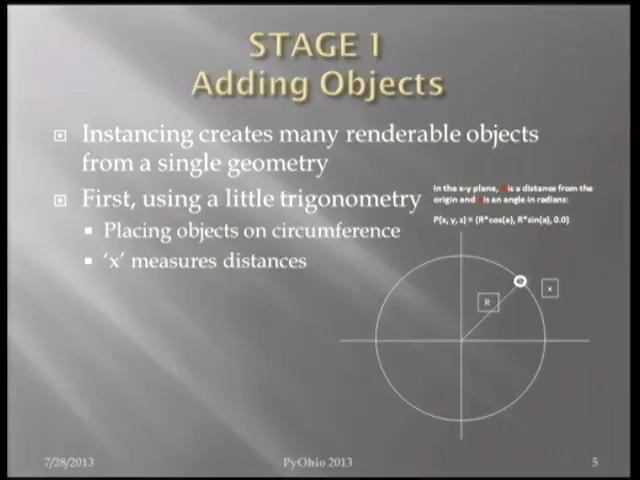 STAGE 1
Adding Objects
Instancing creates many renderable objects
from a single geometry
First, using a little trigonometry
Placing objects on circumference
'x' measures distances
In the x-y plane, is a distance from the
origin and is an angle in radians:
P(x, y, z) = (R*cos(a), R*sin(a), 0.0)
R
x
7/28/2013
PyOhio 2013
5